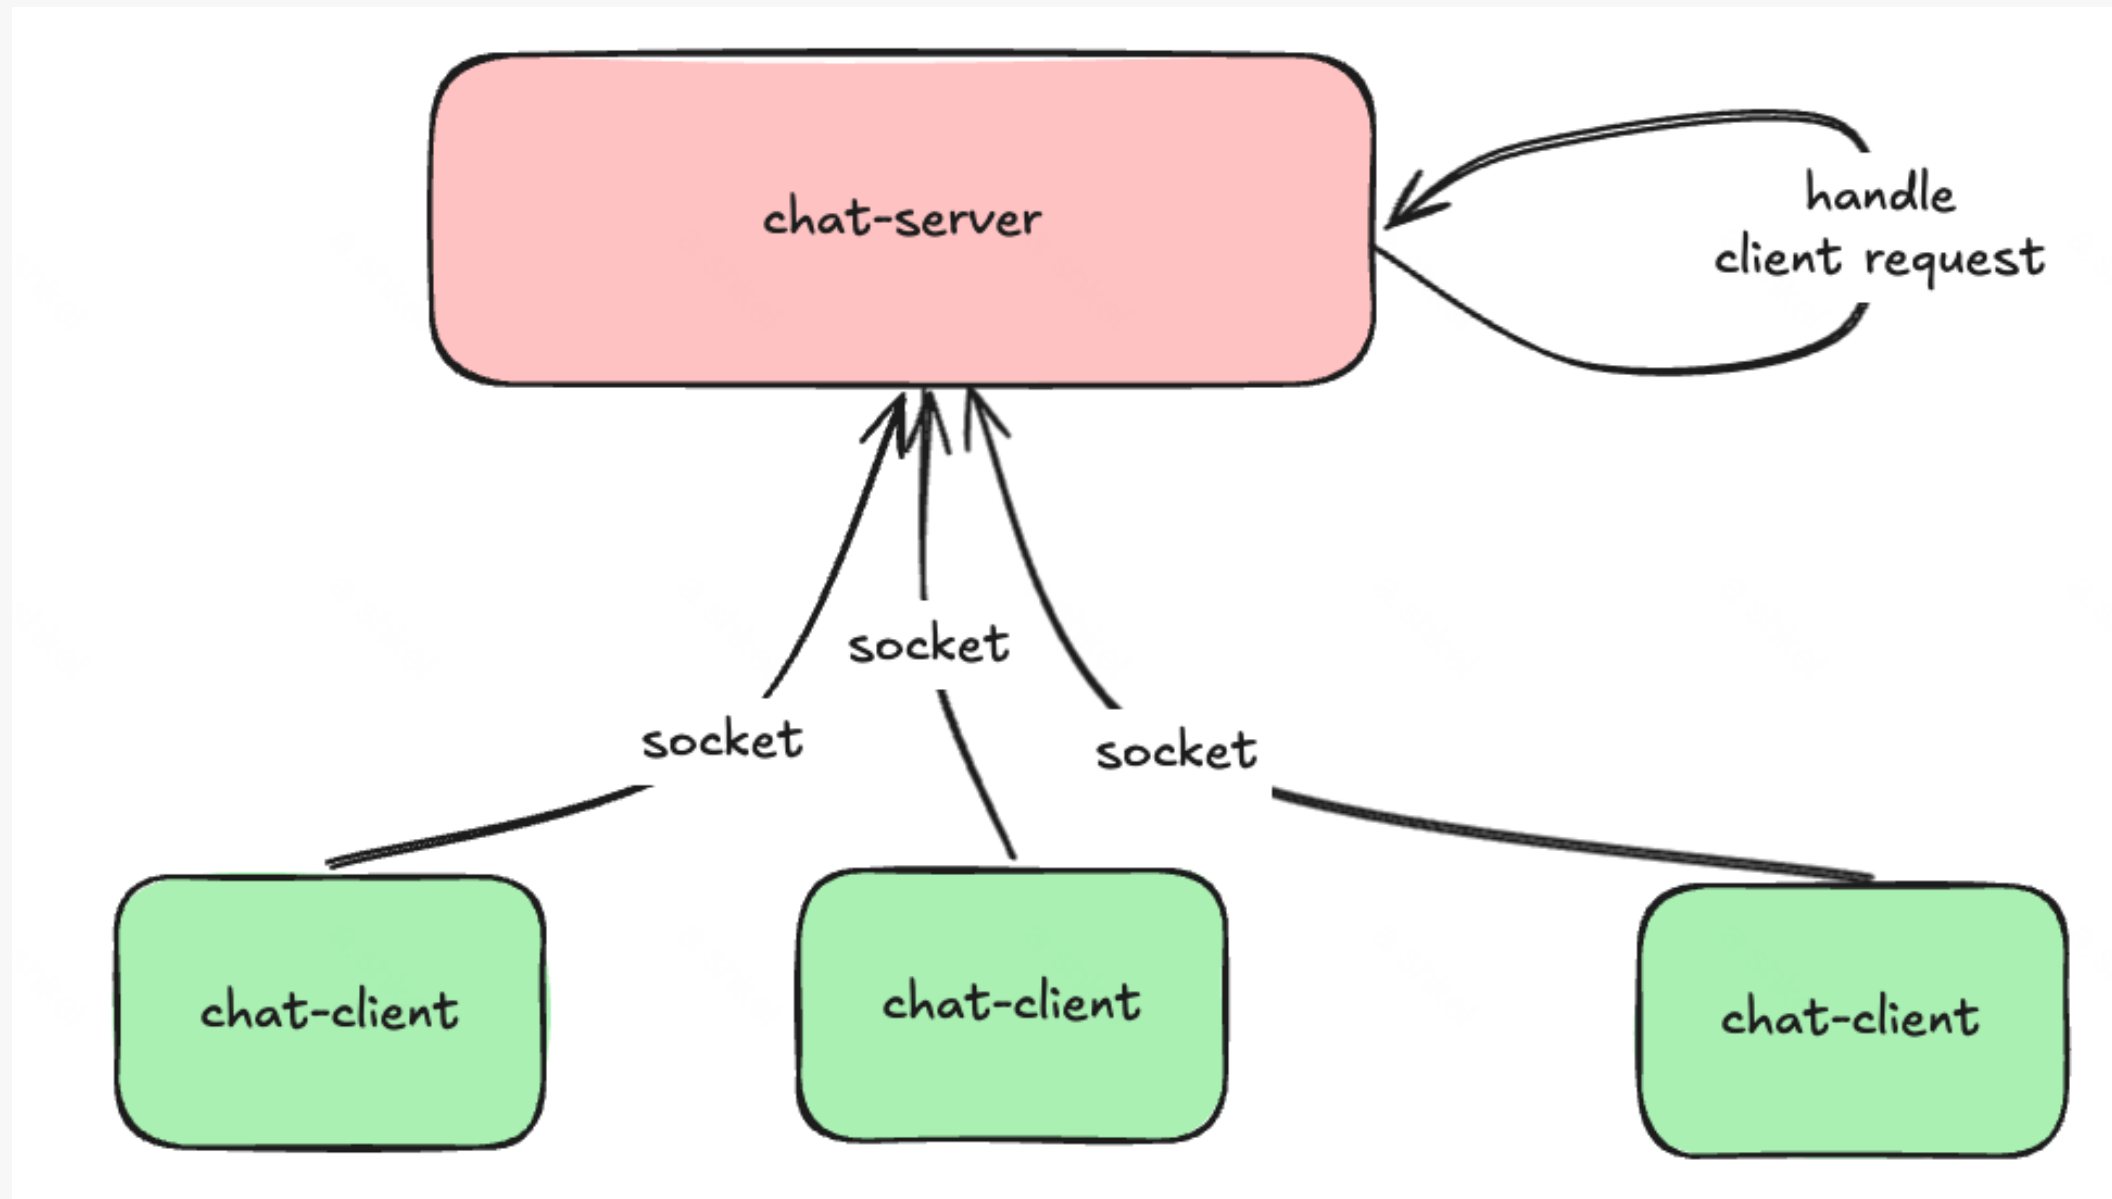 chat-server
handle
client request
socket
socket
socket
chat-client
chat-client
chat-client